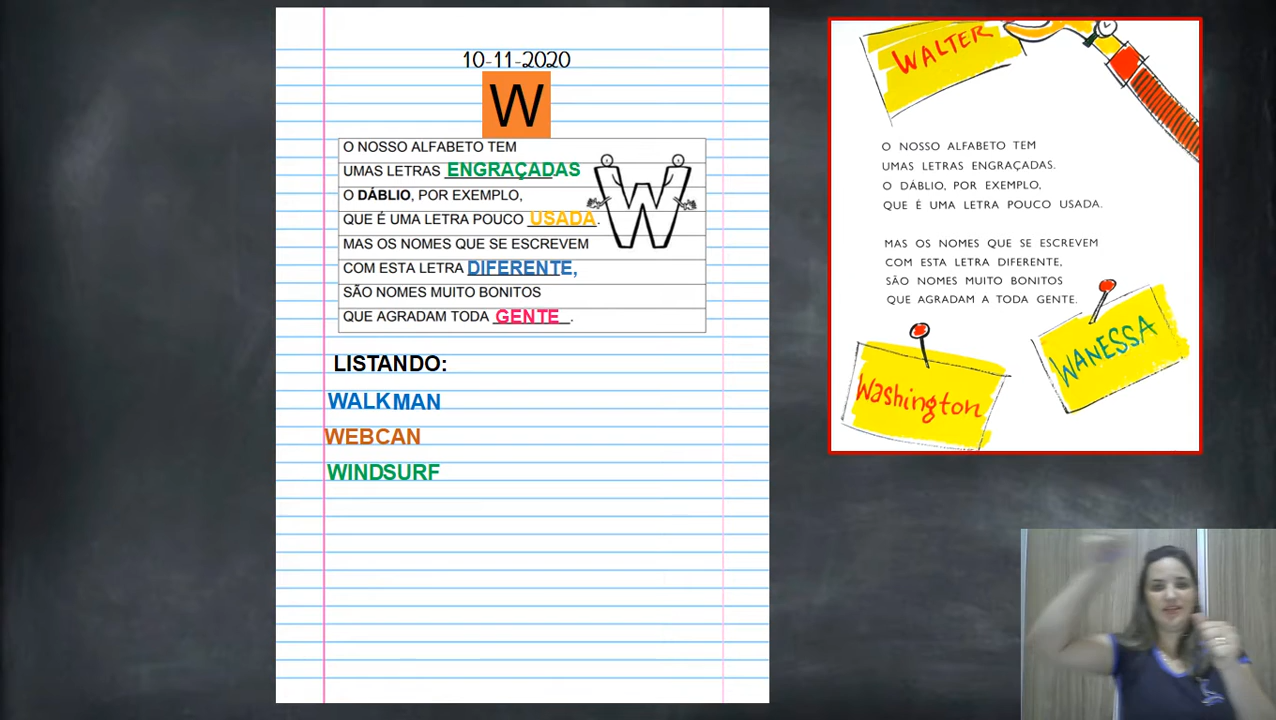 10-11-2020
W
O NOSSO ALFABETO TEM
UMAS LETRAS ENGRAÇADAS
O DÁBLIO, POR EXEMPLO,
QUE É UMA LETRA POUCO USADA.
MAS OS NOMES QUE SE ESCREVEM
COM ESTA LETRA DIFERENTE,
SÃO NOMES MUITO BONITOS
QUE AGRADAM TODA GENTE.
W
LISTANDO:
WALKMAN
WEBCAN
WINDSURF
WALTER
O NOSSO ALFABETO TEM
UMAS LETRAS ENGRAÇADAS.
O DÁBLIO, POR EXEMPLO,
QUE É UMA LETRA POUCO USADA.
MAS OS NOMES QUE SE ESCREVEM
COM ESTA LETRA DIFERENTE,
SÃO NOMES MUITO BONITOS
QUE AGRADAM A TODA GENTE.
WANESSA
Washington